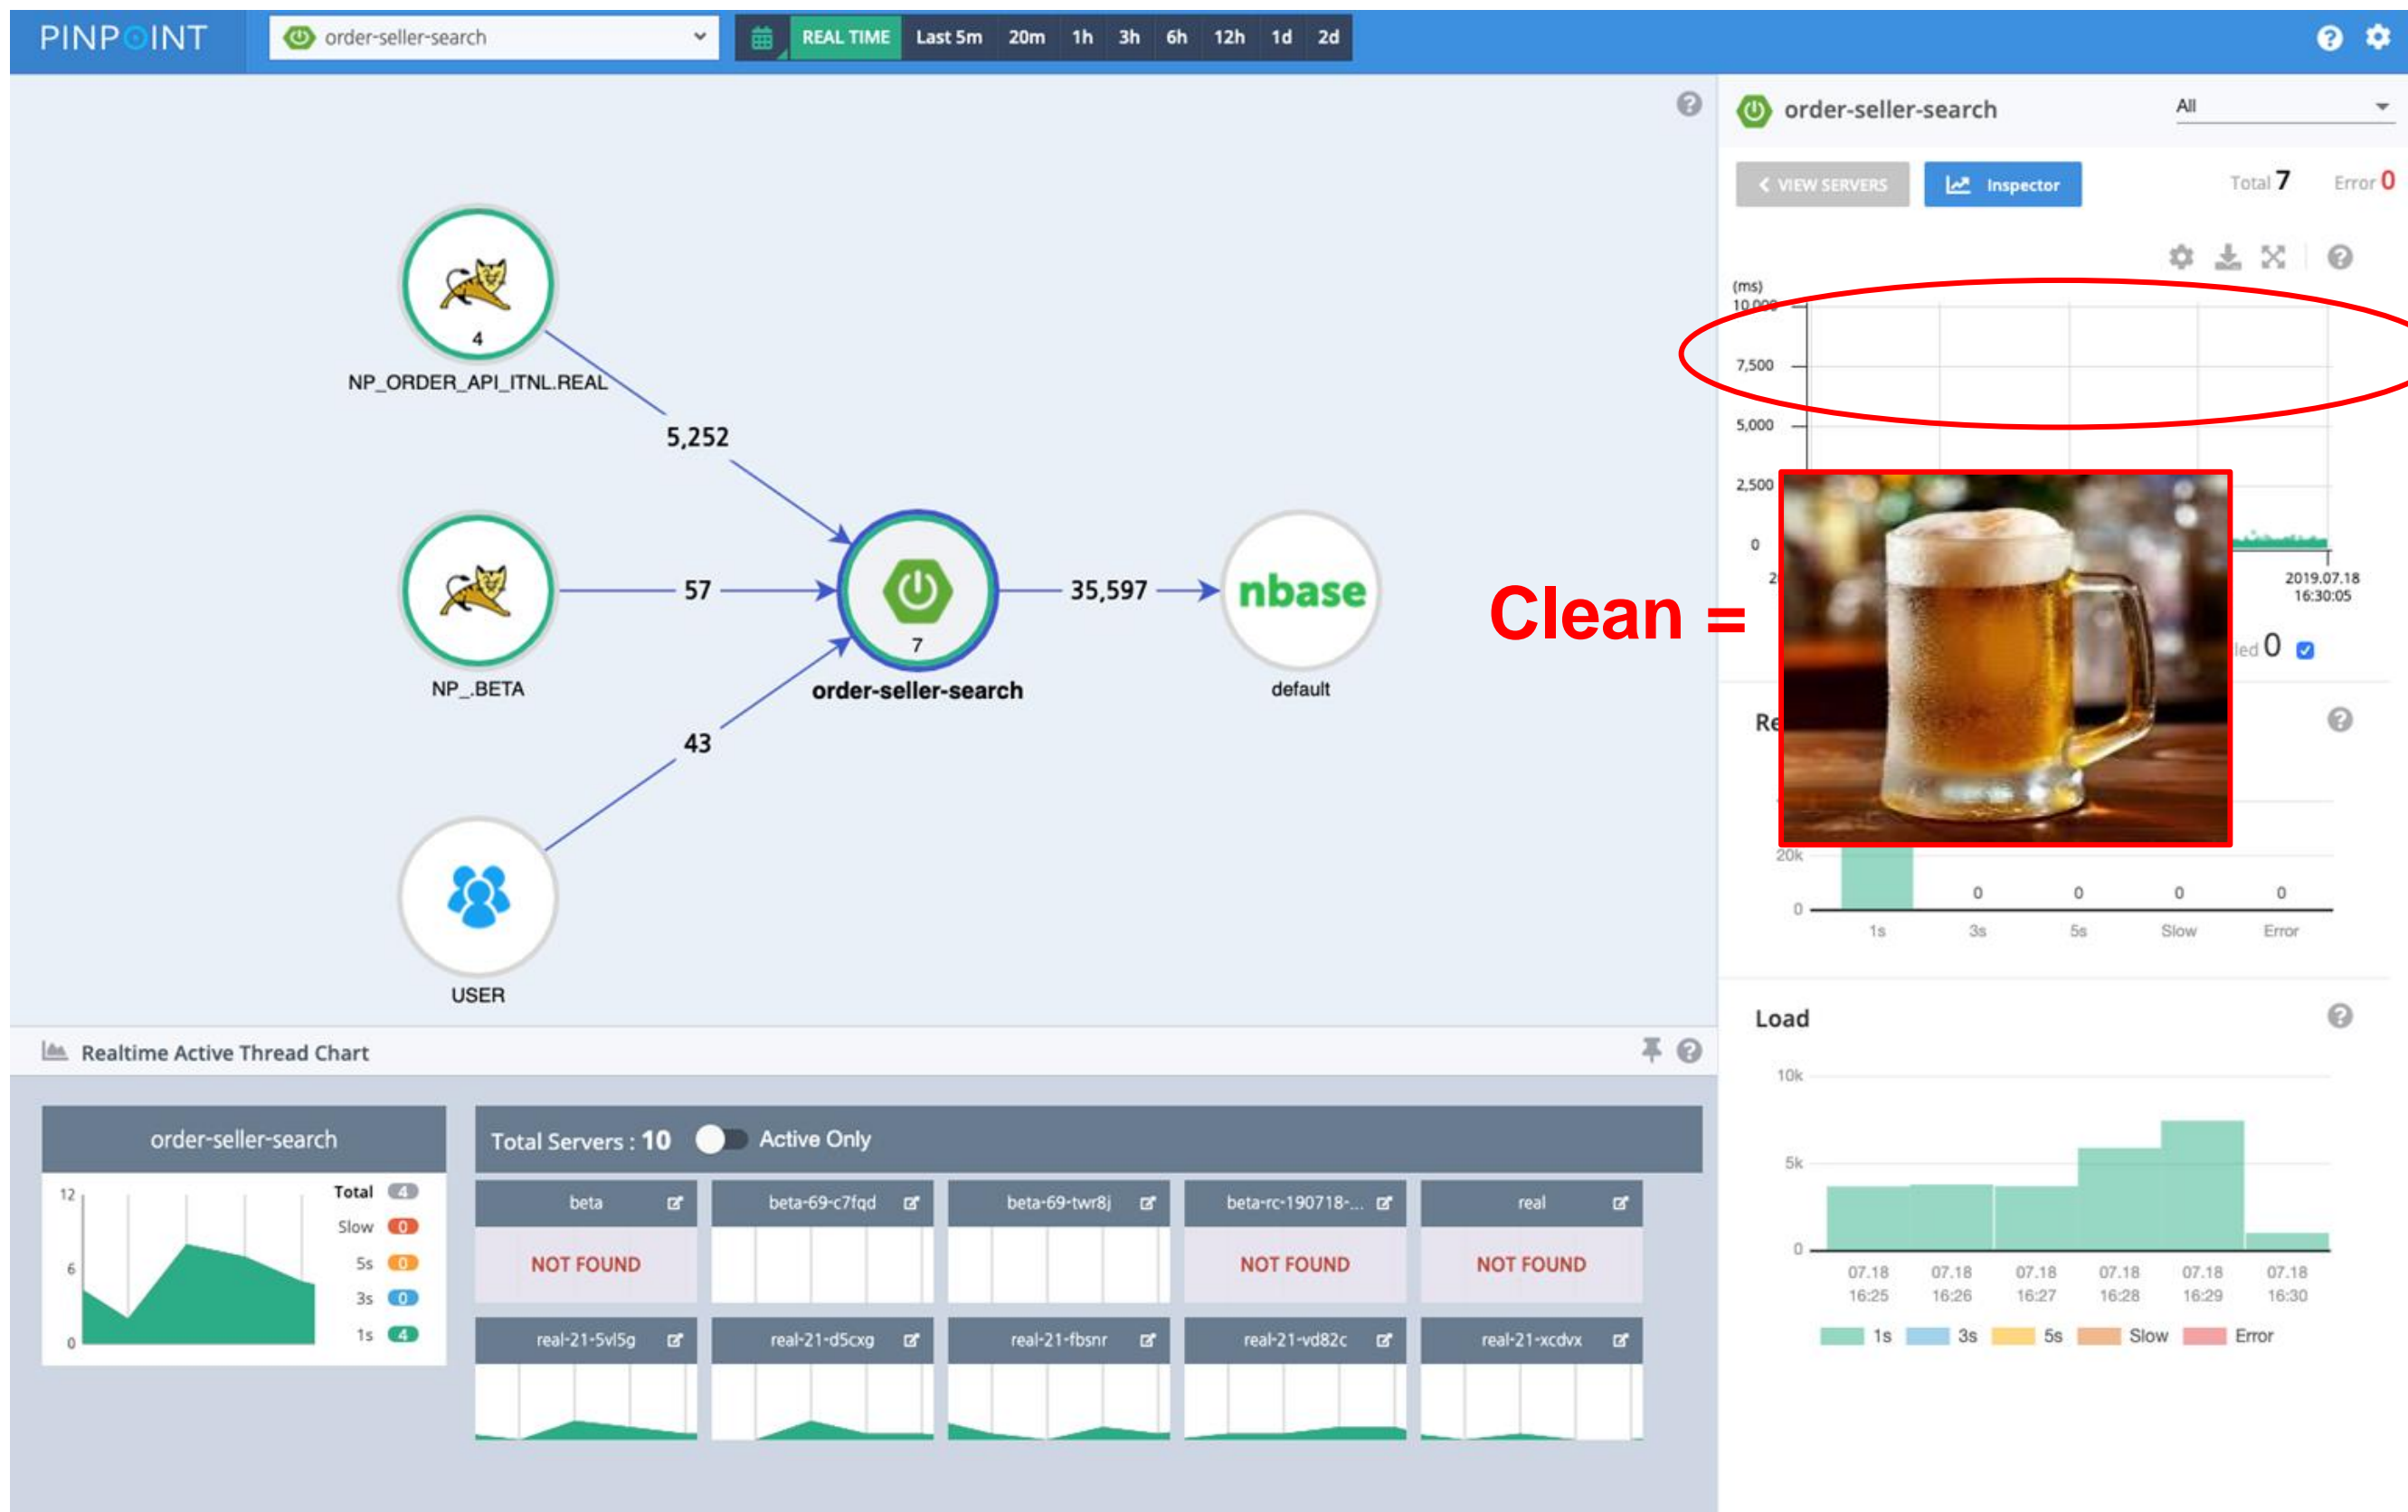 PINPOINT
order-seller-search
REAL TIME Last 5m 20m 1h 3h 6h 12h 1d 2d
4
NP_ORDER_API_ITNL.REAL
5,252
NP_.BETA
57
7
order-seller-search
35,597
nbase
default
43
USER
Clean =
order-seller-search
All
VIEW SERVERS
Inspector
Total 7
Error 0
(ms)
10,000
7,500
5,000
2,500
0
2019.07.18
16:30:05
0
20k
0
0 0 0 0
1s 3s 5s Slow Error
Load
10k
5k
0
07.18 07.18 07.18 07.18 07.18 07.18
16:25 16:26 16:27 16:28 16:29 16:30
1s 3s 5s Slow Error
Realtime Active Thread Chart
order-seller-search
12
6
0
Total 4
Slow 0
5s 0
3s 0
1s 4
Total Servers : 10 Active Only
beta beta-69-c7fqd beta-69-twr8j beta-rc-190718-... real
NOT FOUND NOT FOUND NOT FOUND
real-21-5vl5g real-21-d5cxg real-21-fbsnr real-21-vd82c real-21-xcdvx